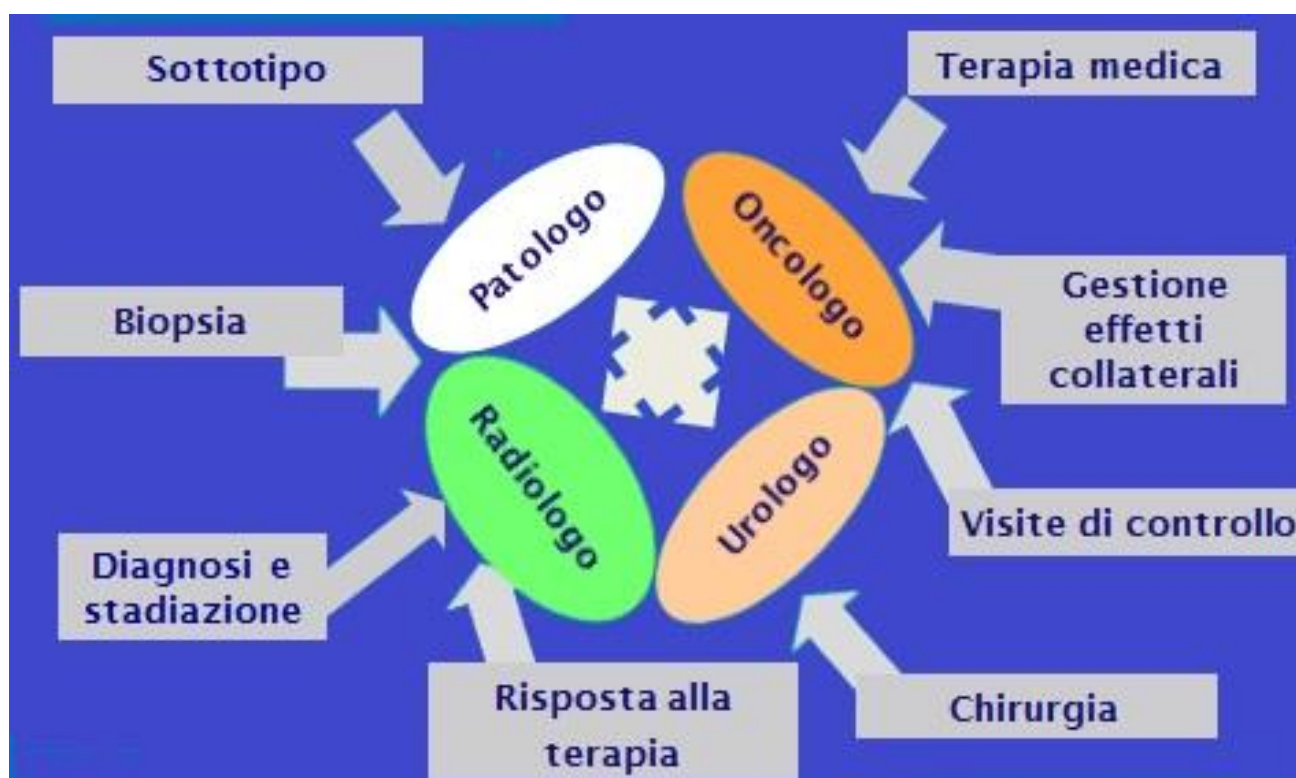 Sottotipo
Terapia medica
Patologo
Oncologo
Biopsia
Gestione
effetti
collaterali
Radiologo
Urologo
Visite di controllo
Diagnosi e
stadiazione
Risposta alla
terapia
Chirurgia